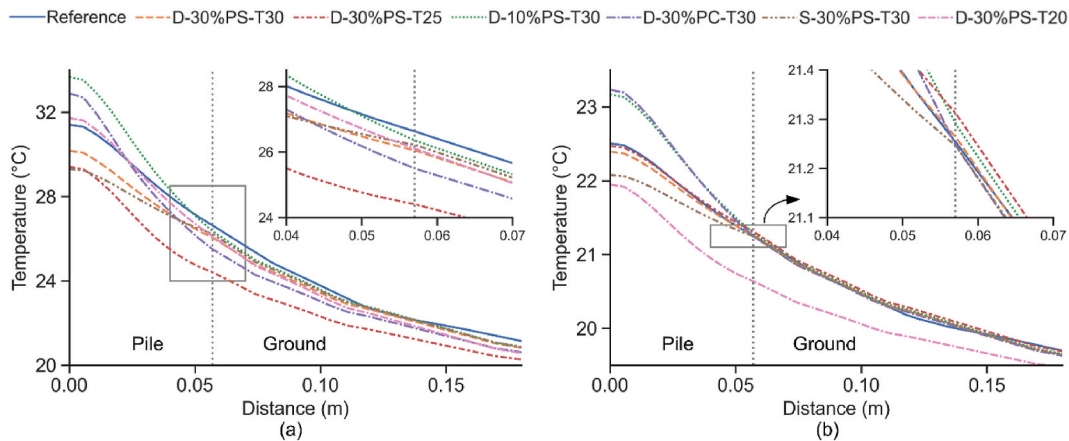 Reference D-30%PS-T30 D-30%PS-T25 D-10%PS-T30 D-30%PC-T30 S-30%PS-T30 D-30%PS-T20
32
28
24
20
Temperature (°C)
28
26
24
0.04 0.05 0.06 0.07
Pile Ground
0.00 0.05 0.10 0.15
Distance (m)
(a)
23
22
21
20
Temperature (°C)
21.4
21.3
21.2
21.1
0.04 0.05 0.06 0.07
Pile Ground
0.00 0.05 0.10 0.15
Distance (m)
(b)